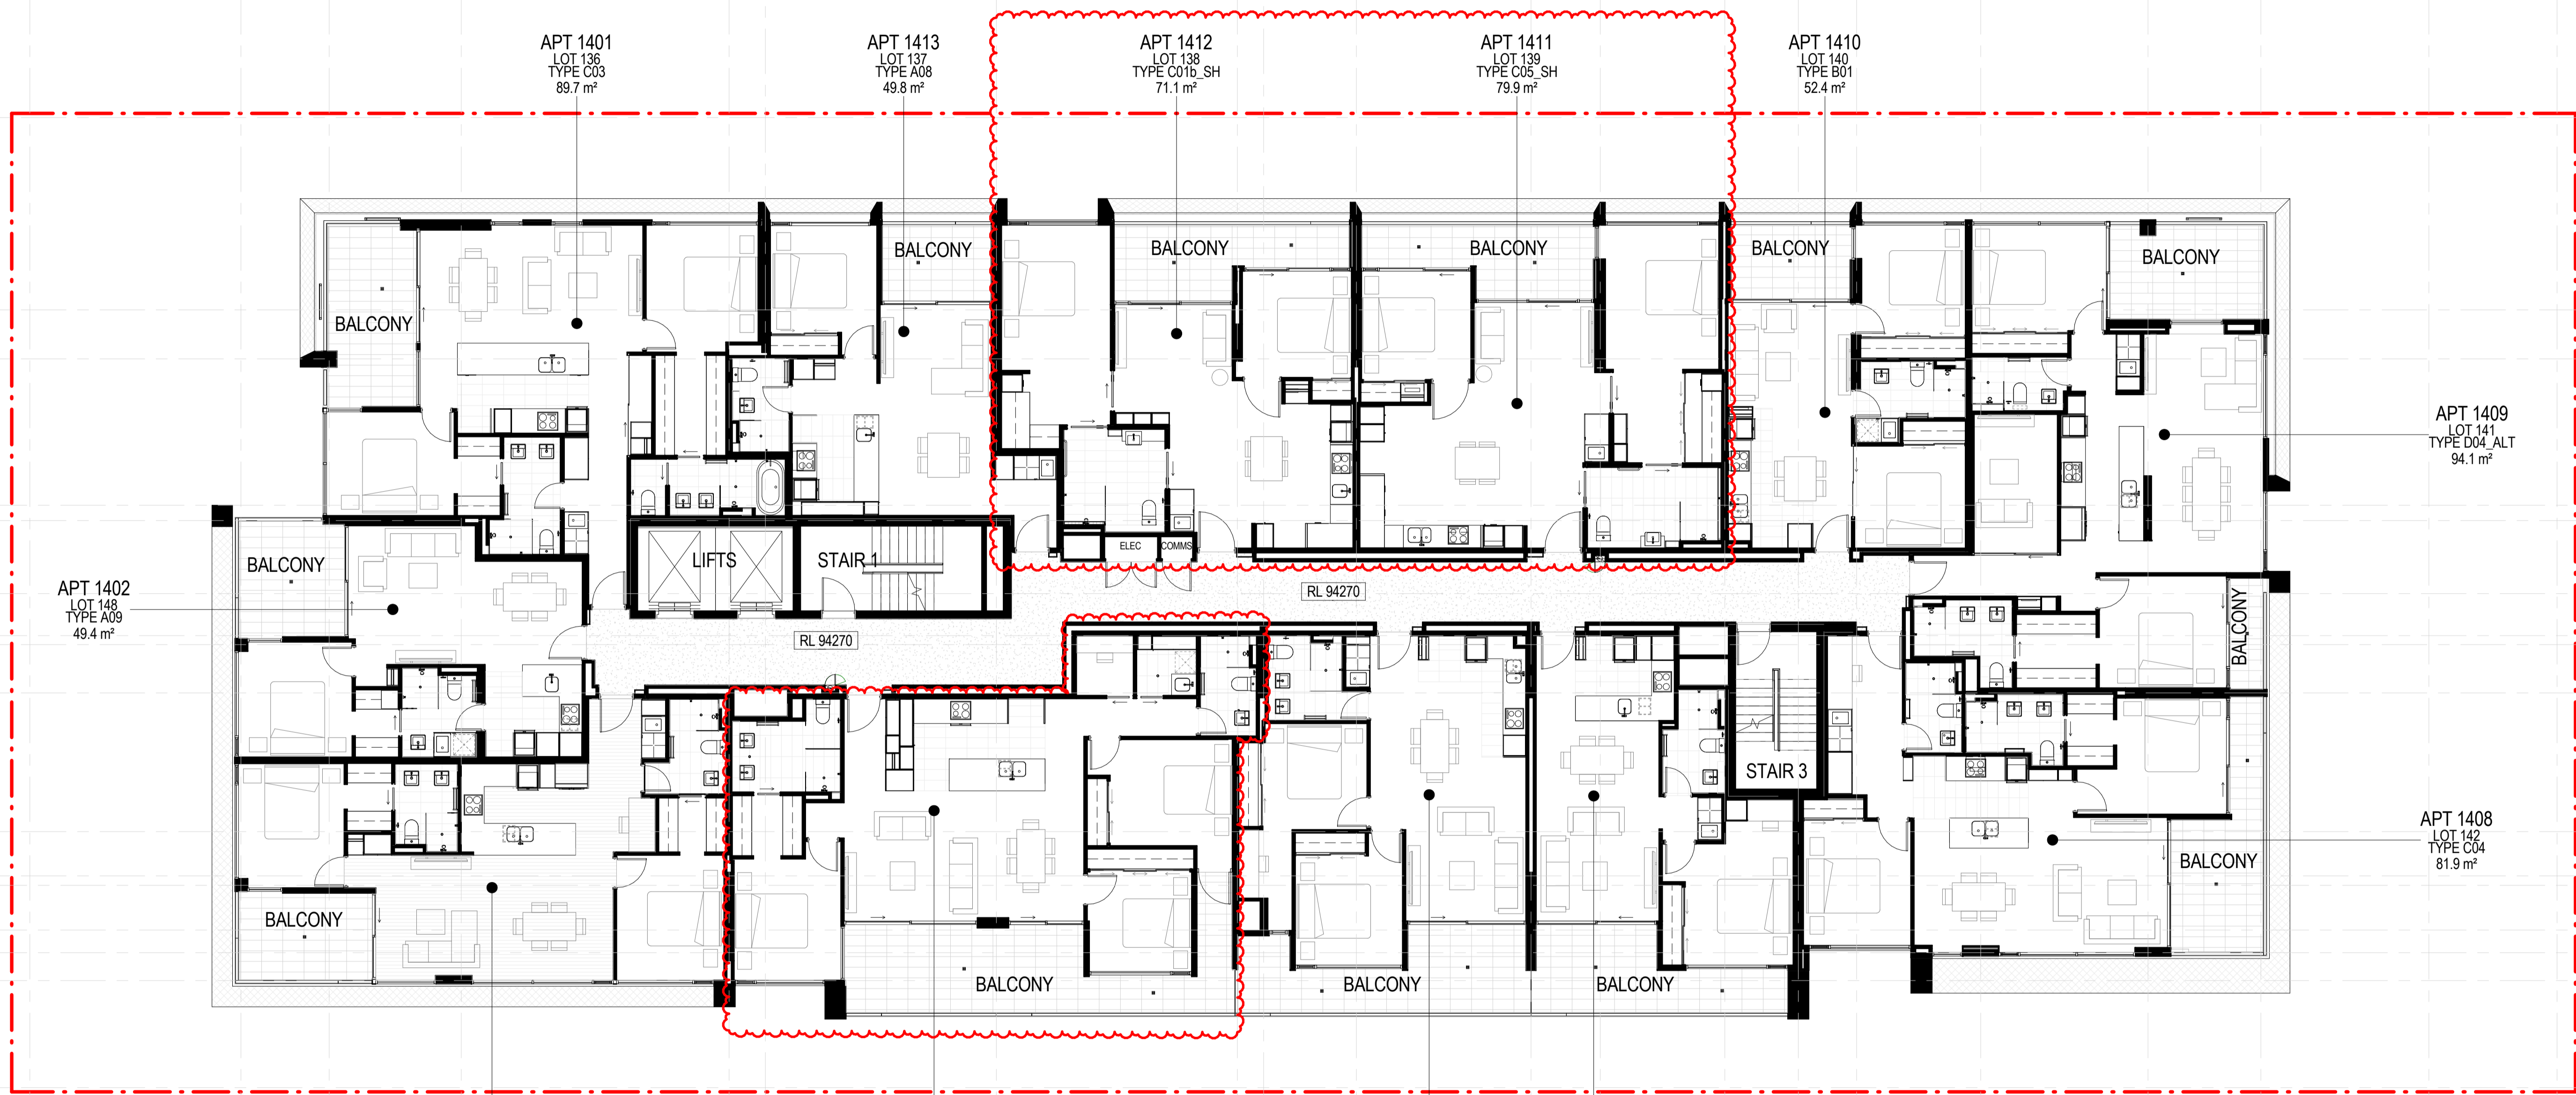 APT 1401
LOT 136
TYPE C03
89.7 m²
APT 1413
LOT 137
TYPE A08
49.8 m²
APT 1412
LOT 138
TYPE C01b_SH
71.1 m²
APT 1411
LOT 139
TYPE C05_SH
79.9 m²
APT 1410
LOT 140
TYPE B01
52.4 m²
BALCONY
BALCONY
BALCONY
BALCONY
BALCONY
BALCONY
BALCONY
APT 1409
LOT 141
TYPE D04_ALT
94.1 m²
ELEC
COMMS
LIFTS
STAIR 1
BALCONY
APT 1402
LOT 148
TYPE A09
49.4 m²
RL 94270
RL 94270
BALCONY
STAIR 3
APT 1408
LOT 142
TYPE C04
81.9 m²
BALCONY
BALCONY
BALCONY
BALCONY
BALCONY